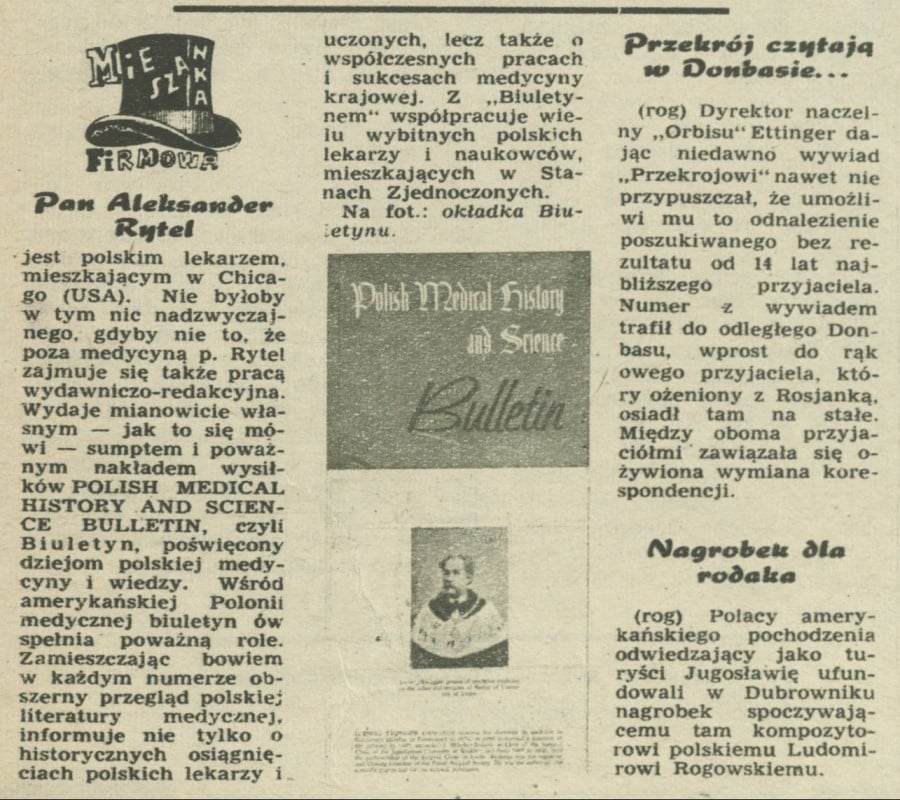 MiESZANKA
FiRMOWA
Pan Aleksander
Rytel
jest polskim lekarzem,
mieszkającym w Chica-
go (USA). Nie byłoby
w tym nic nadzwyczaj-
nego, gdyby nie to, że
poza medycyną p. Rytel
zajmuje się także pracą
wydawniczo-redakcyjna.
Wydaje mianowicie wła-
snym — jak to się mó-
wi — sumptem i poważ-
nym nakładem wysił-
ków POLISH MEDICAL
HISTORY AND SCIEN-
CE BULLETIN, czyli
Biuletyn, poświęcony
dziejom polskiej medy-
cyny i wiedzy. Wśród
amerykańskiej Polonii
medycznej biuletyn ów
spełnia poważną role.
Zamieszczając bowiem
w każdym numerze ob-
szerny przegląd polskiej
literatury medycznej,
informuje nie tylko o
historycznych osiągnię-
ciach polskich lekarzy i
uczonych, lecz także o
współczesnych pracach
i sukcesach medycyny
krajowej. Z „Biulety-
nem" współpracuje wie-
lu wybitnych polskich
lekarzy i naukowców,
mieszkających w Sta-
nach Zjednoczonych.
Na fot.: okładka Biu-
letynu.
Polish Medical History
and Science
Bulletin
Przekrój czytają
w Donbasie...
(rog) Dyrektor naczel-
ny „Orbisu" Ettinger da-
jąc niedawno wywiad
„Przekrojowi" nawet nie
przypuszczał, że umożli-
wi mu to odnalezienie
poszukiwanego bez re-
zultatu od 14 lat naj-
bliższego przyjaciela.
Numer z wywiadem
trafił do odległego Don-
basu, wprost do rąk
owego przyjaciela, któ-
ry ożeniony z Rosjanką,
osiadł tam na stałe.
Między oboma przyja-
ciółmi zawiązała się o-
żywiona wymiana kore-
spondencji.
Nagrobek dla
rodaka
(rog) Polacy amery-
kańskiego pochodzenia
odwiedzający jako tu-
ryści Jugosławię ufun-
dowali w Dubrowniku
nagrobek spoczywają-
cemu tam kompozyto-
rowi polskiemu Ludomi-
rowi Rogowskiemu.